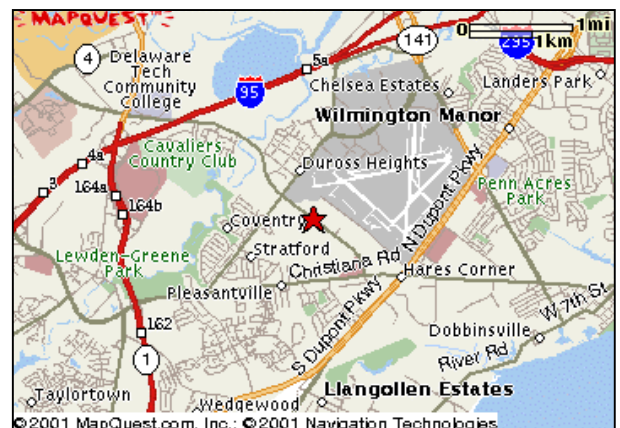 MAPQUEST
141
0 1mi
1km
295
4
Delaware
Tech
Community
College
5a
95
Chelsea Estates
Landers Park
Wilmington Manor
Cavaliers
Country Club
4a
3
164a
164b
Duross Heights
N Dupont Pkwy
Penn Acres
Park
Coventry
Stratford
Lewden-Greene
Park
Christiana Rd
Hares Corner
Pleasantville
W 7th St
162
1
S Dupont Pkwy
Dobbinsville
River Rd
Taylortown
Wedgewood
Llangollen Estates
©2001 MapQuest.com, Inc.; ©2001 Navigation Technologies